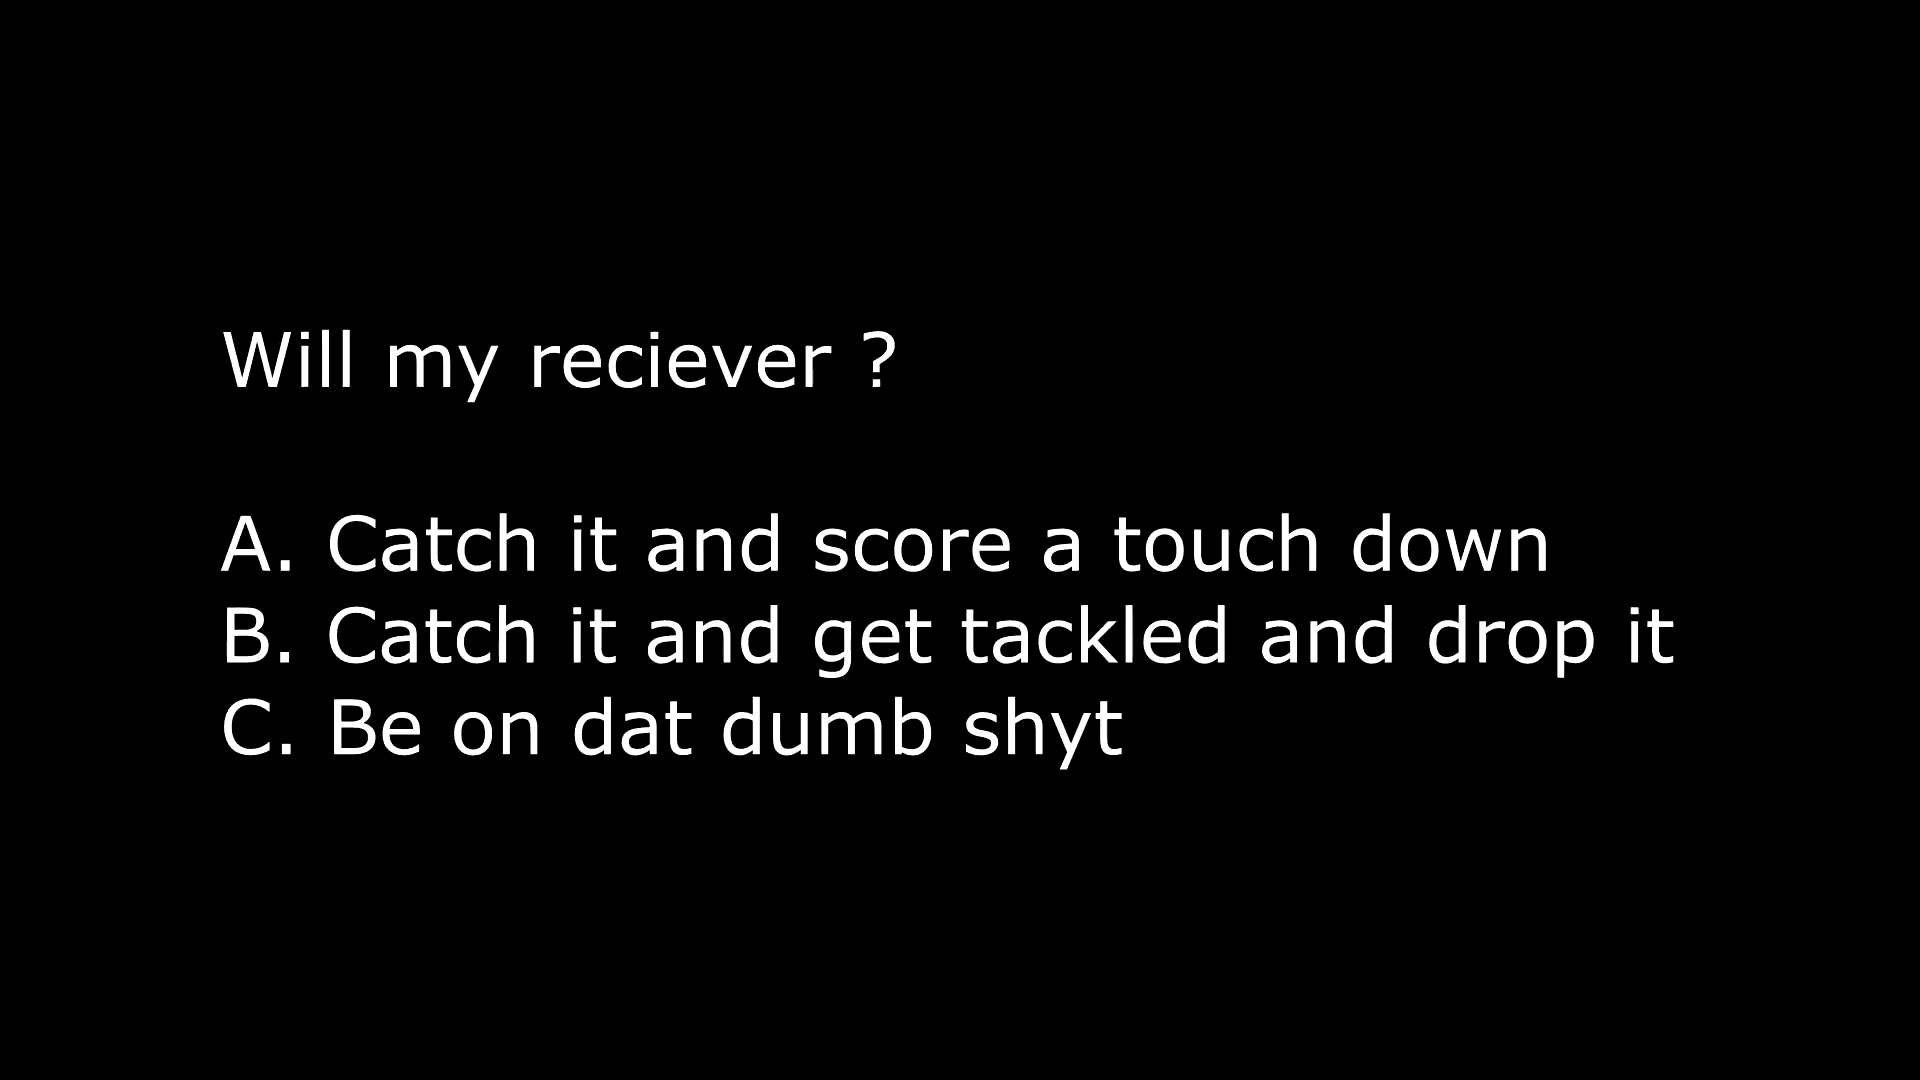 Will my reciever ?
A. Catch it and score a touch down
B. Catch it and get tackled and drop it
C. Be on dat dumb shyt